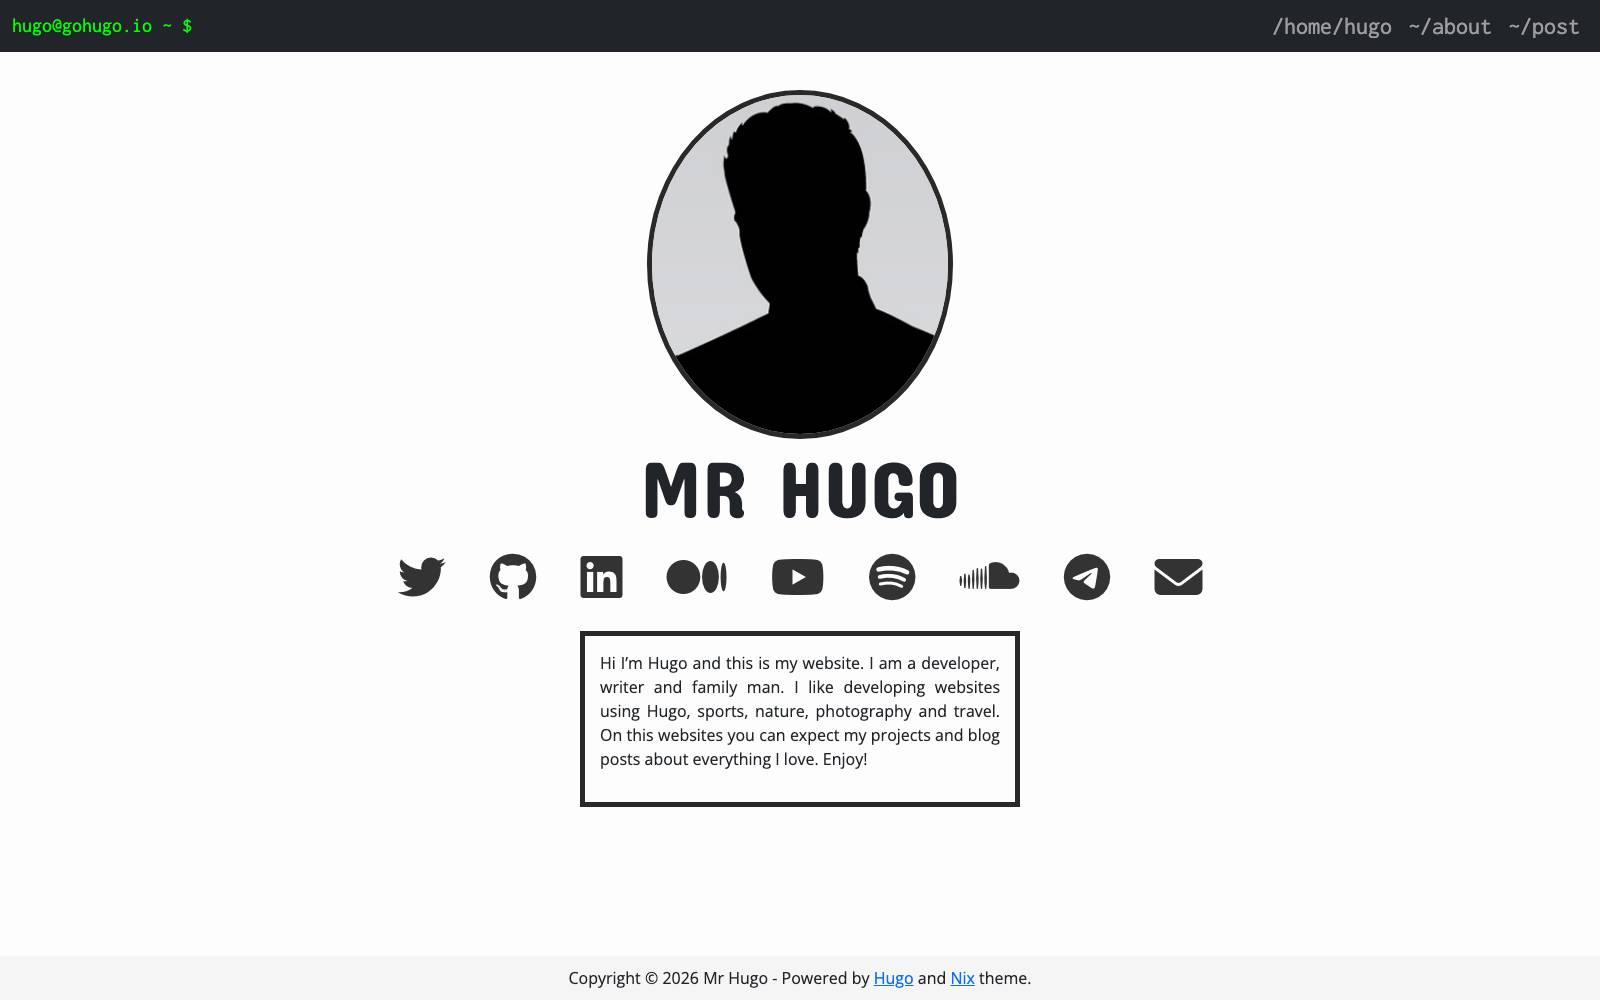 hugo@gohugo.io ~ $
/home/hugo ~/about ~/post
MR HUGO
Hi I’m Hugo and this is my website. I am a developer,
writer and family man. I like developing websites
using Hugo, sports, nature, photography and travel.
On this websites you can expect my projects and blog
posts about everything I love. Enjoy!
Copyright © 2026 Mr Hugo - Powered by Hugo and Nix theme.